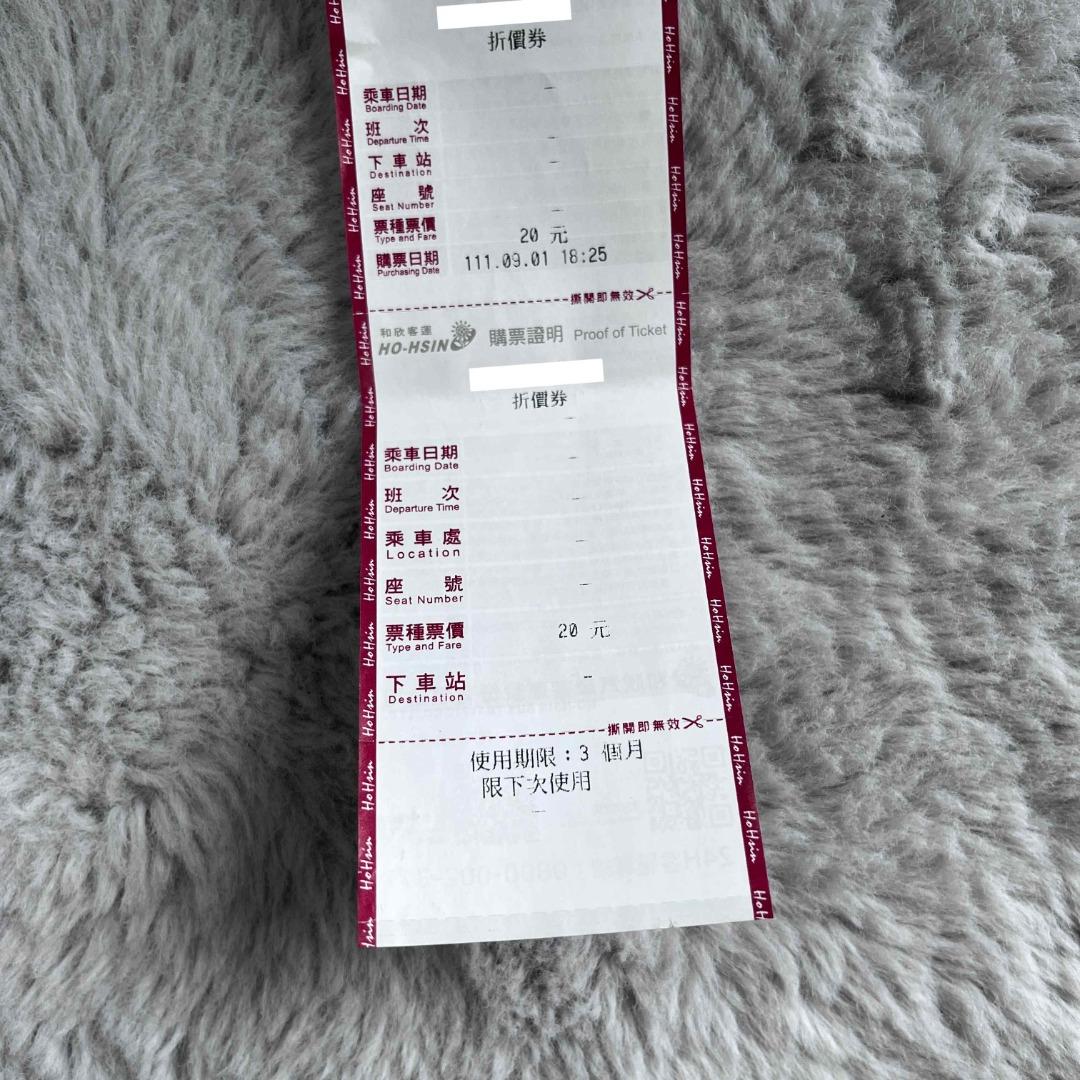 折價券
乘車日期 -
Boarding Date
班 次 -
Departure Time
下車站 -
Destination
座 號 -
Seat Number
票種票價 20 元
Type and Fare
購票日期 111.09.01 18:25
Purchasing Date
撕開即無效
和欣客運
HO-HSIN 購票證明 Proof of Ticket
折價券
-
乘車日期 -
Boarding Date
班 次 -
Departure Time
乘車處 -
Location
座 號 -
Seat Number
票種票價 20 元
Type and Fare
下車站 --
Destination
撕開即無效
使用期限：3 個月
限下次使用
-
HoHsin